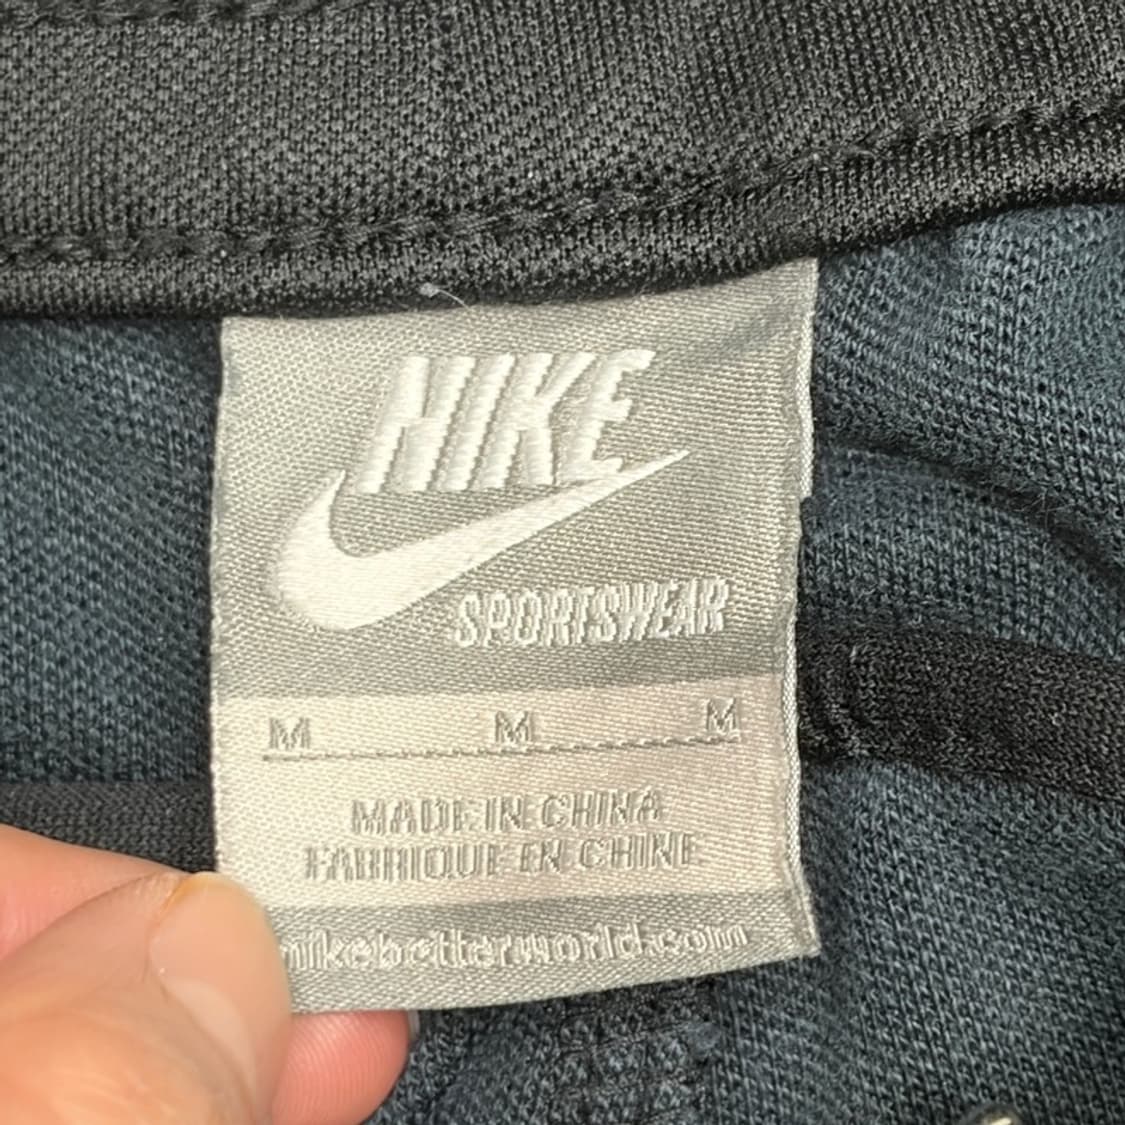 NIKE
SPORTSWEAR
M M M
MADE IN CHINA
FABRIQUE EN CHINE
nikebetterworld.com